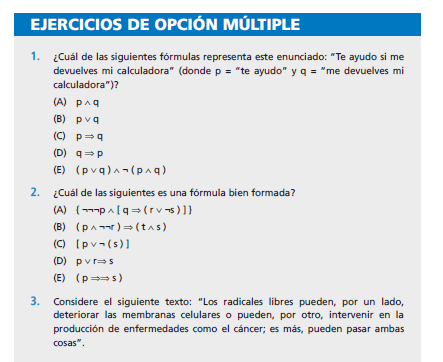 EJERCICIOS DE OPCIÓN MÚLTIPLE
1. ¿Cuál de las siguientes fórmulas representa este enunciado: “Te ayudo si me
devuelves mi calculadora” (donde p = “te ayudo” y q = “me devuelves mi
calculadora”)?
(A) p ∧ q
(B) p ∨ q
(C) p ⇒ q
(D) q ⇒ p
(E) ( p ∨ q ) ∧ ¬ ( p ∧ q )
2. ¿Cuál de las siguientes es una fórmula bien formada?
(A) { ¬¬¬p ∧ [ q ⇒ ( r ∨ ¬s ) ] }
(B) ( p ∧ ¬¬r ) ⇒ ( t ∧ s )
(C) [ p ∨ ¬ ( s ) ]
(D) p ∨ r⇒ s
(E) ( p ⇒⇒ s )
3. Considere el siguiente texto: “Los radicales libres pueden, por un lado,
deteriorar las membranas celulares o pueden, por otro, intervenir en la
producción de enfermedades como el cáncer; es más, pueden pasar ambas
cosas”.